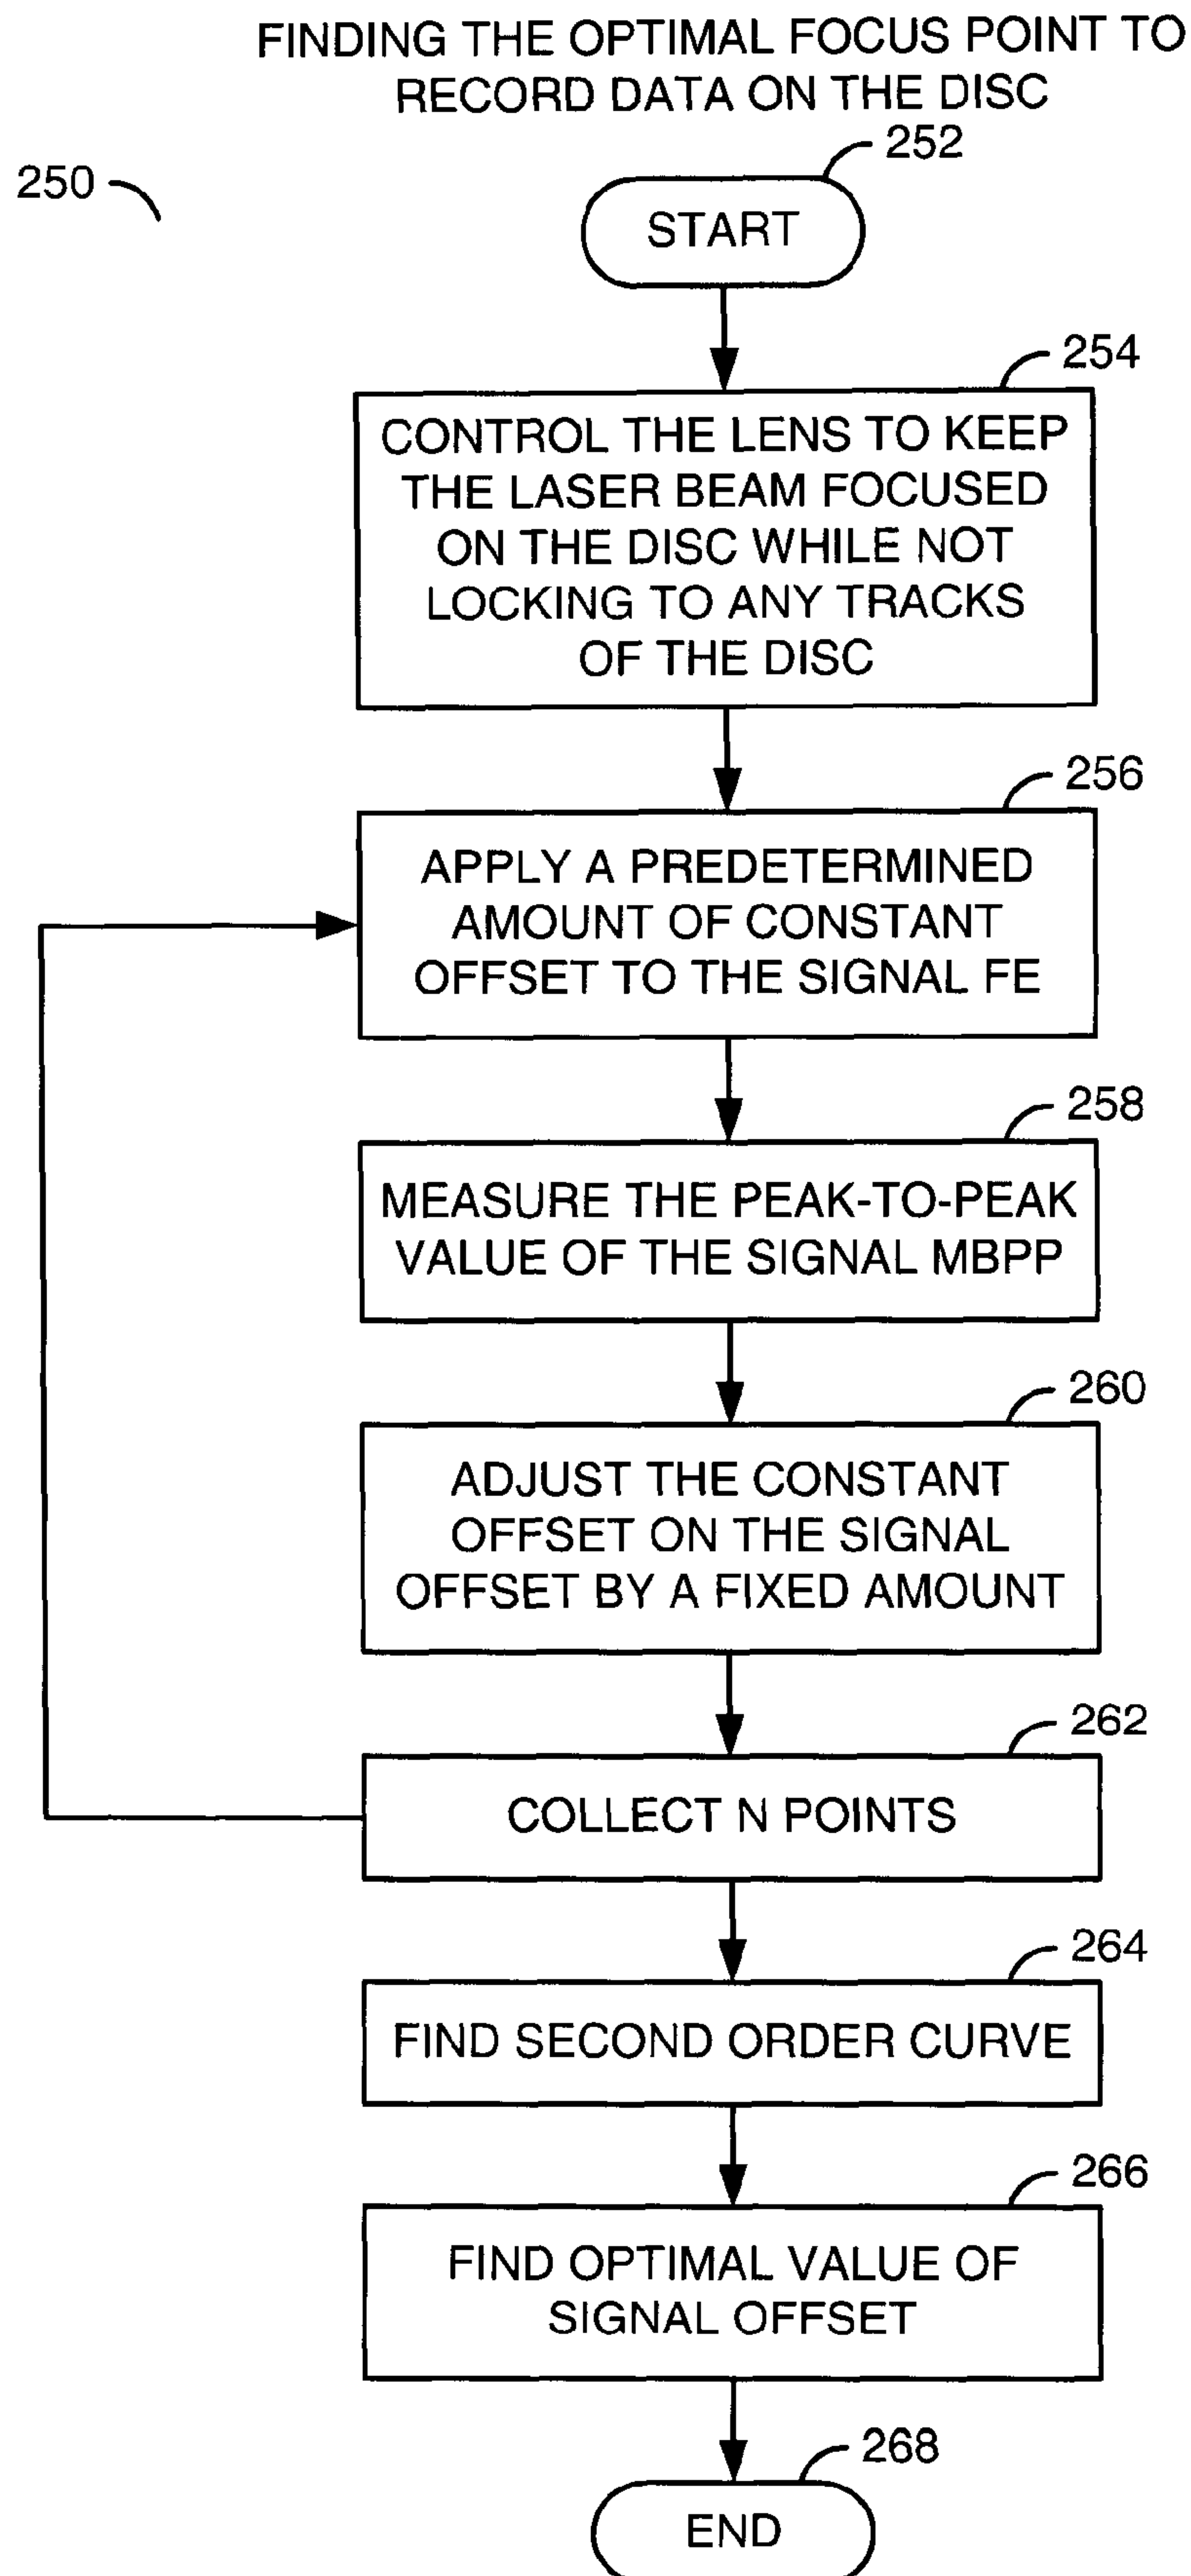 FINDING THE OPTIMAL FOCUS POINT TO
RECORD DATA ON THE DISC
250
252
START
254
CONTROL THE LENS TO KEEP
THE LASER BEAM FOCUSED
ON THE DISC WHILE NOT
LOCKING TO ANY TRACKS
OF THE DISC
256
APPLY A PREDETERMINED
AMOUNT OF CONSTANT
OFFSET TO THE SIGNAL FE
258
MEASURE THE PEAK-TO-PEAK
VALUE OF THE SIGNAL MBPP
260
ADJUST THE CONSTANT
OFFSET ON THE SIGNAL
OFFSET BY A FIXED AMOUNT
262
COLLECT N POINTS
264
FIND SECOND ORDER CURVE
266
FIND OPTIMAL VALUE OF
SIGNAL OFFSET
268
END